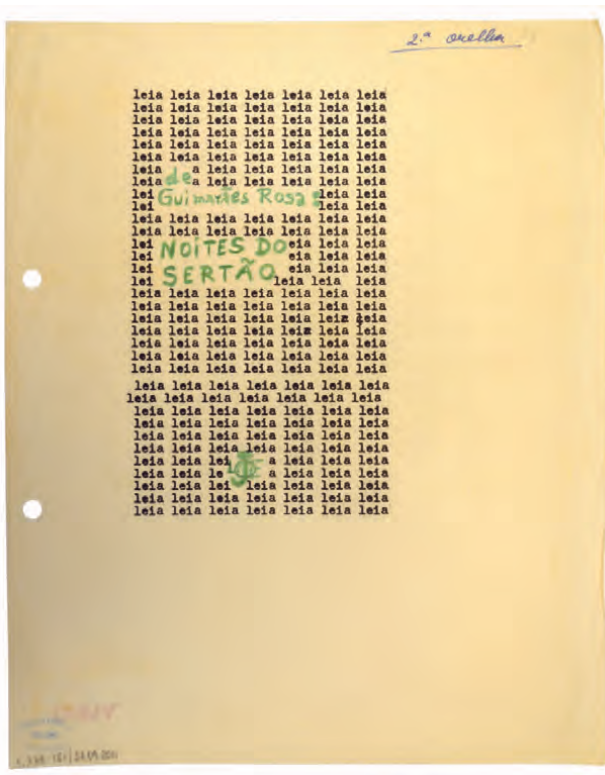 2.ª orelha
leia leia leia leia leia leia leia
leia leia leia leia leia leia leia
leia leia leia leia leia leia leia
leia leia leia leia leia leia leia
leia leia leia leia leia leia leia
leia leia leia leia leia leia leia
leia a leia leia leia leia leia
leia de a leia leia leia leia leia
lei Guimarães Rosa: leia leia
lei leia leia
leia leia leia leia leia leia leia
leia leia leia leia leia leia leia
lei NOITES DO eia leia leia
lei eia leia leia
lei SERTÃO eia leia leia
lei leia leia leia
leia leia leia leia leia leia leia
leia leia leia leia leia leia leia
leia leia leia leia leia leia leia
leia leia leia leia leia leia leia
leia leia leia leia leia leia leia
leia leia leia leia leia leia leia
leia leia leia leia leia leia leia
leia leia leia leia leia leia leia
leia leia leia leia leia leia leia
leia leia leia leia leia leia leia
leia leia leia leia leia leia leia
leia leia leia leia leia leia leia
leia leia leia leia leia leia leia
leia leia lei a leia leia leia
leia leia le a leia leia leia
leia leia lei leia leia leia leia
leia leia leia leia leia leia leia
leia leia leia leia leia leia leia